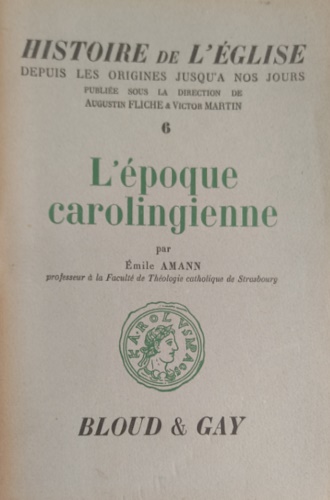 HISTOIRE DE L'ÉGLISE
DEPUIS LES ORIGINES JUSQU'A NOS JOURS
PUBLIÉE SOUS LA DIRECTION DE
AUGUSTIN FLICHE & VICTOR MARTIN
6
L'époque
carolingienne
par
Émile AMANN
professeur à la Faculté de Théologie catholique de Strasbourg
BLOUD & GAY